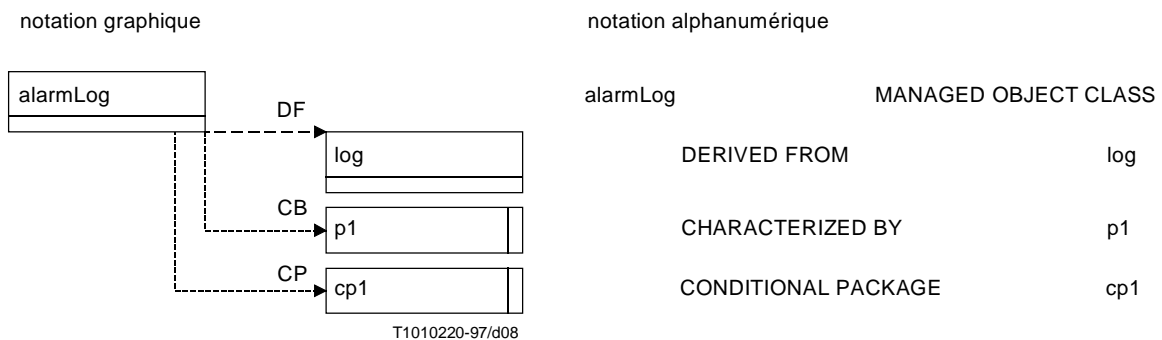 notation graphique
notation alphanumérique
alarmLog
DF
log
CB
p1
CP
cp1
T1010220-97/d08
alarmLog MANAGED OBJECT CLASS
DERIVED FROM log
CHARACTERIZED BY p1
CONDITIONAL PACKAGE cp1